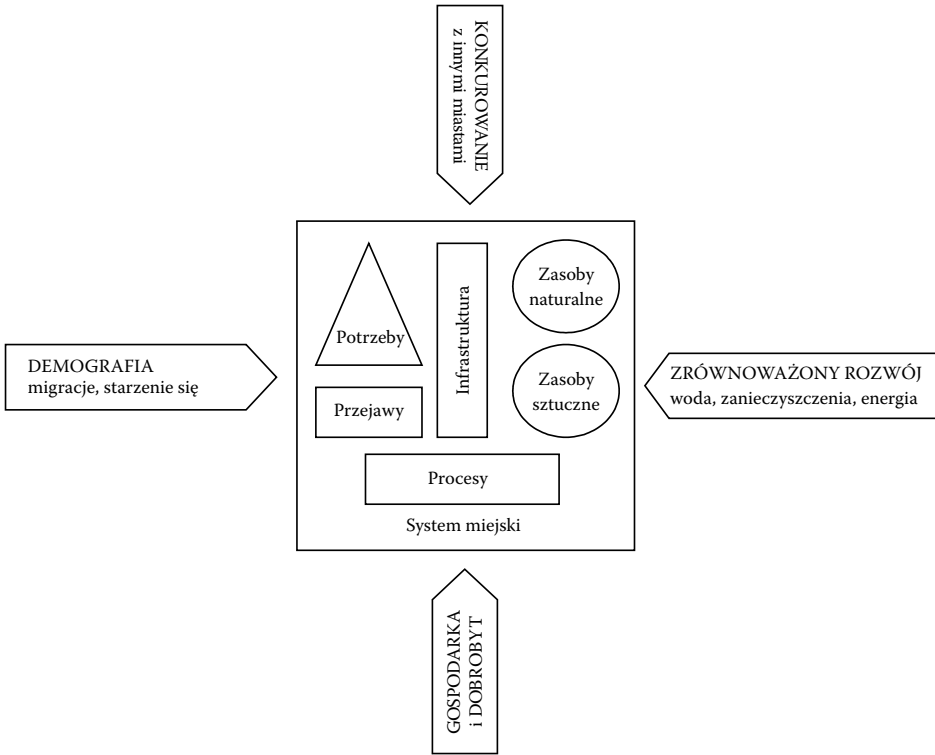 KONKUROWANIE
z innymi miastami
Potrzeby
Przejawy
Infrastruktura
Zasoby
naturalne
Zasoby
sztuczne
Procesy
System miejski
DEMOGRAFIA
migracje, starzenie się
ZRÓWNOWAŻONY ROZWÓJ
woda, zanieczyszczenia, energia
GOSPODARKA
i DOBROBYT